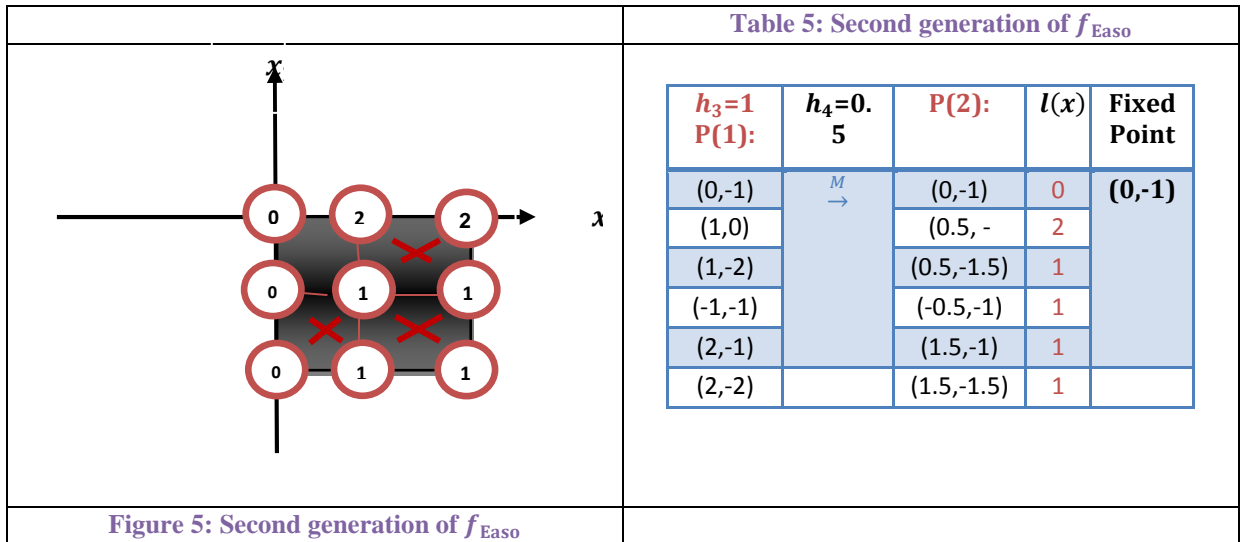 Table 5: Second generation of f_Easo
x
0 2 2
x
0 1 1
0 1 1
Figure 5: Second generation of f_Easo
h₃=1 P(1): h₄=0.5 P(2): l(x) Fixed Point
(0,-1) M→ (0,-1) 0 (0,-1)
(1,0) (0.5, - 2
(1,-2) (0.5,-1.5) 1
(-1,-1) (-0.5,-1) 1
(2,-1) (1.5,-1) 1
(2,-2) (1.5,-1.5) 1